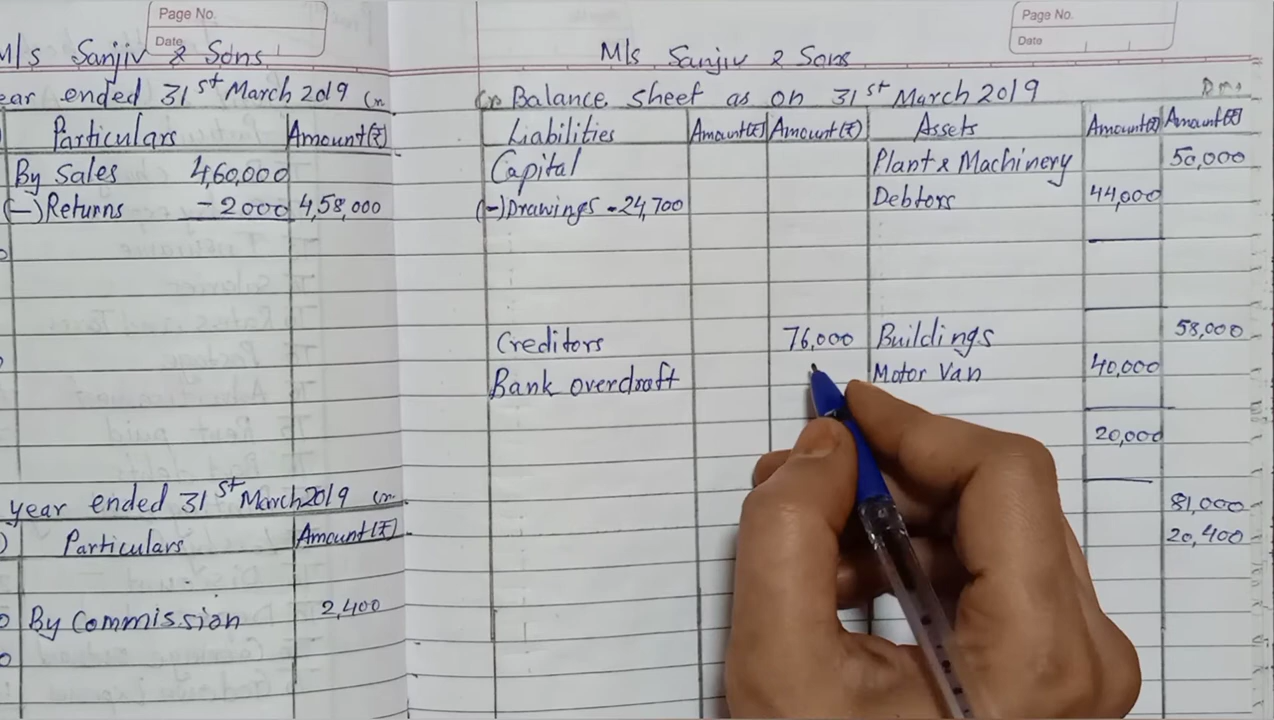 Page No.
Date
M/s Sanjiv & Sons
ear ended 31st March 2019 Cr.
Particulars Amount(₹)
By Sales 4,60,000
(-) Returns -2000 4,58,000
year ended 31st March 2019 Cr.
Particulars Amount(₹)
By Commission 2,400
Page No.
Date
M/s Sanjiv & Sons
Cr. Balance sheet as on 31st March 2019 Dr.
Liabilities Amount(₹) Amount(₹) Assets Amount(₹) Amount(₹)
Capital Plant & Machinery 50,000
(-) Drawings -24,700 Debtors 44,000
Creditors 76,000 Buildings 58,000
Bank overdraft Motor Van 40,000
20,000
81,000
20,400